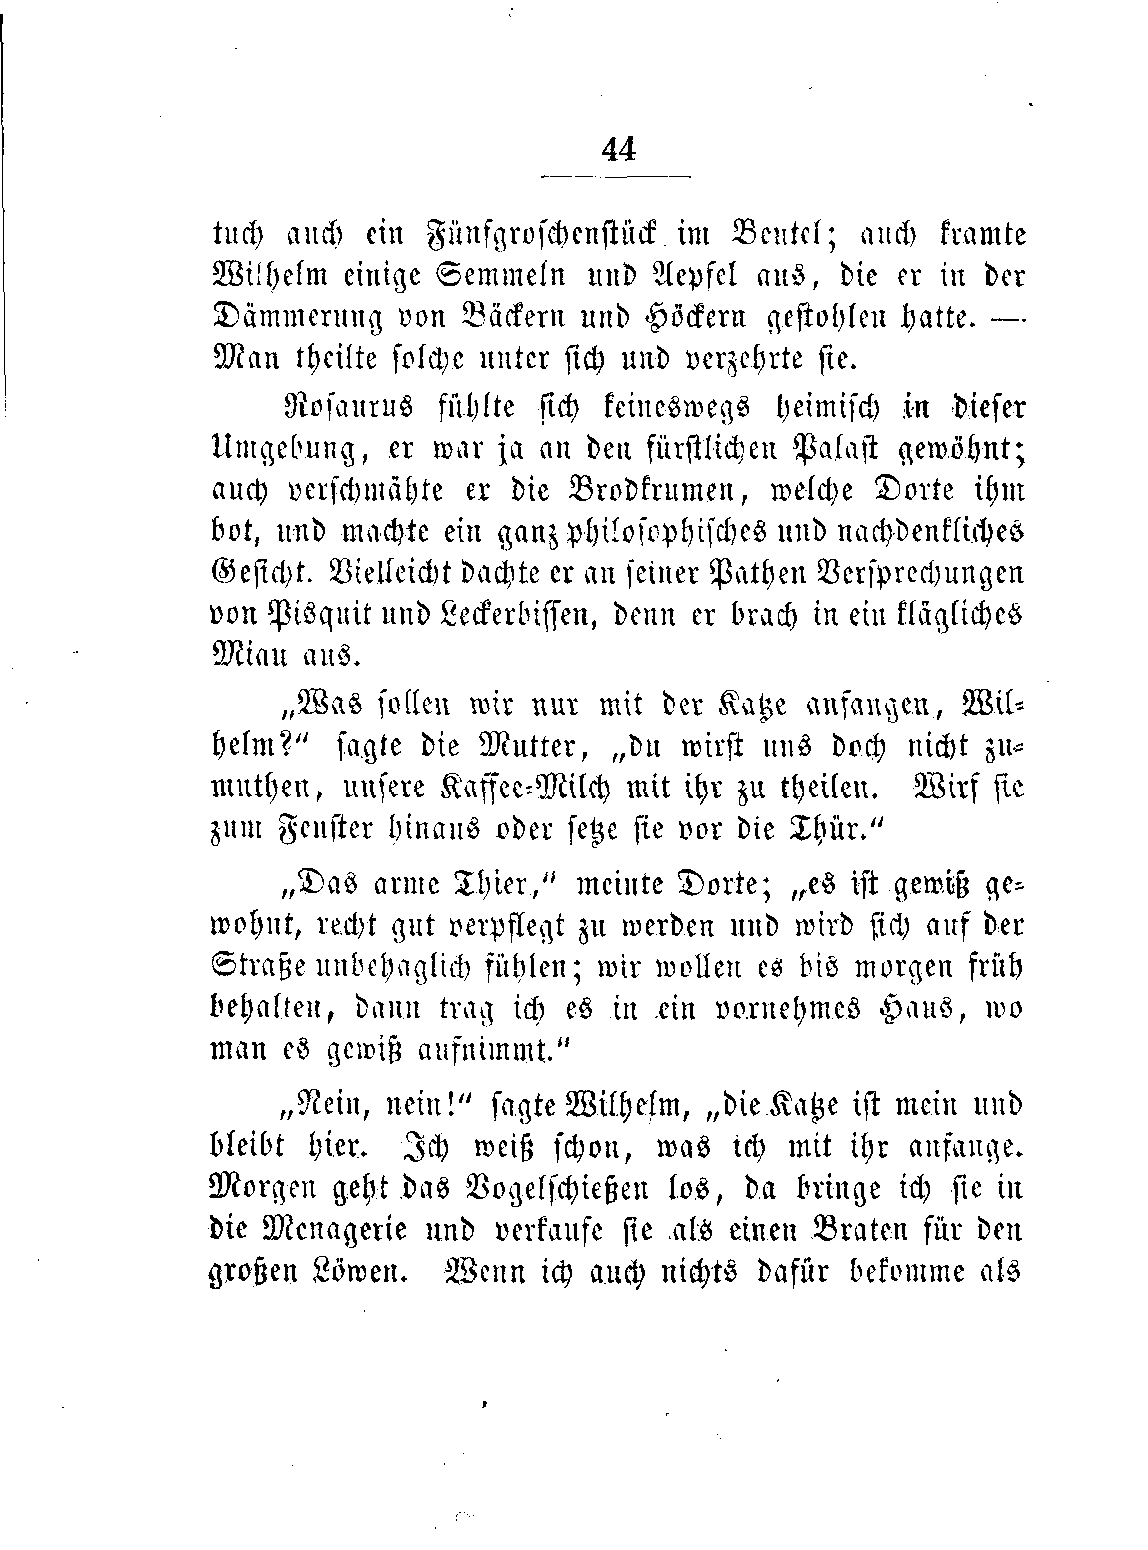 44
tuch auch ein Fünfgroschenstück im Beutel; auch kramte
Wilhelm einige Semmeln und Aepfel aus, die er in der
Dämmerung von Bäckern und Höckern gestohlen hatte. —
Man theilte solche unter sich und verzehrte sie.
Rosaurus fühlte sich keineswegs heimisch in dieser
Umgebung, er war ja an den fürstlichen Palast gewöhnt;
auch verschmähte er die Brodkrumen, welche Dorte ihm
bot, und machte ein ganz philosophisches und nachdenkliches
Gesicht. Vielleicht dachte er an seiner Pathen Versprechungen
von Pisquit und Leckerbissen, denn er brach in ein klägliches
Miau aus.
„Was sollen wir nur mit der Katze anfangen, Wil-
helm?“ sagte die Mutter, „du wirst uns doch nicht zu-
muthen, unsere Kaffee-Milch mit ihr zu theilen. Wirf sie
zum Fenster hinaus oder setze sie vor die Thür.“
„Das arme Thier,“ meinte Dorte; „es ist gewiß ge-
wohnt, recht gut verpflegt zu werden und wird sich auf der
Straße unbehaglich fühlen; wir wollen es bis morgen früh
behalten, dann trag ich es in ein vornehmes Haus, wo
man es gewiß aufnimmt.“
„Nein, nein!“ sagte Wilhelm, „die Katze ist mein und
bleibt hier. Ich weiß schon, was ich mit ihr anfange.
Morgen geht das Vogelschießen los, da bringe ich sie in
die Menagerie und verkaufe sie als einen Braten für den
großen Löwen. Wenn ich auch nichts dafür bekomme als